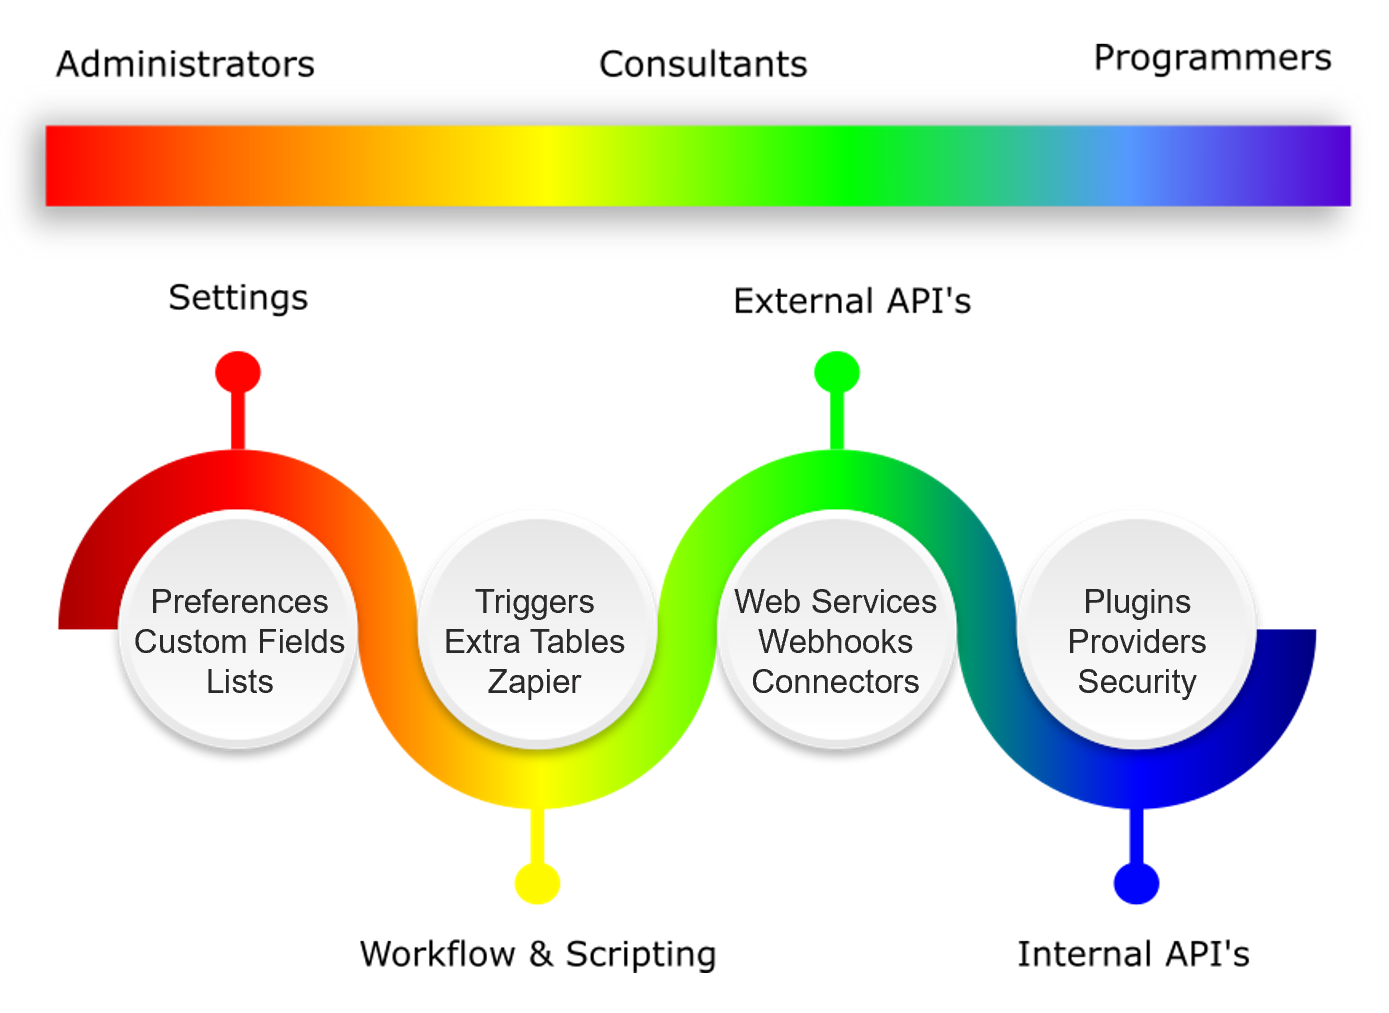 Administrators
Consultants
Programmers
Settings
External API's
Preferences
Custom Fields
Lists
Triggers
Extra Tables
Zapier
Web Services
Webhooks
Connectors
Plugins
Providers
Security
Workflow & Scripting
Internal API's